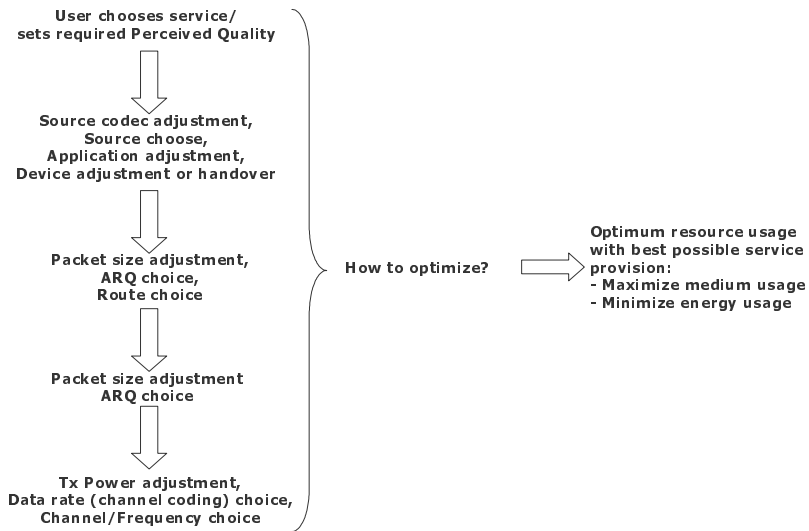 User chooses service/
sets required Perceived Quality
Source codec adjustment,
Source choose,
Application adjustment,
Device adjustment or handover
Packet size adjustment,
ARQ choice,
Route choice
Packet size adjustment
ARQ choice
Tx Power adjustment,
Data rate (channel coding) choice,
Channel/Frequency choice
How to optimize?
Optimum resource usage
with best possible service
provision:
- Maximize medium usage
- Minimize energy usage